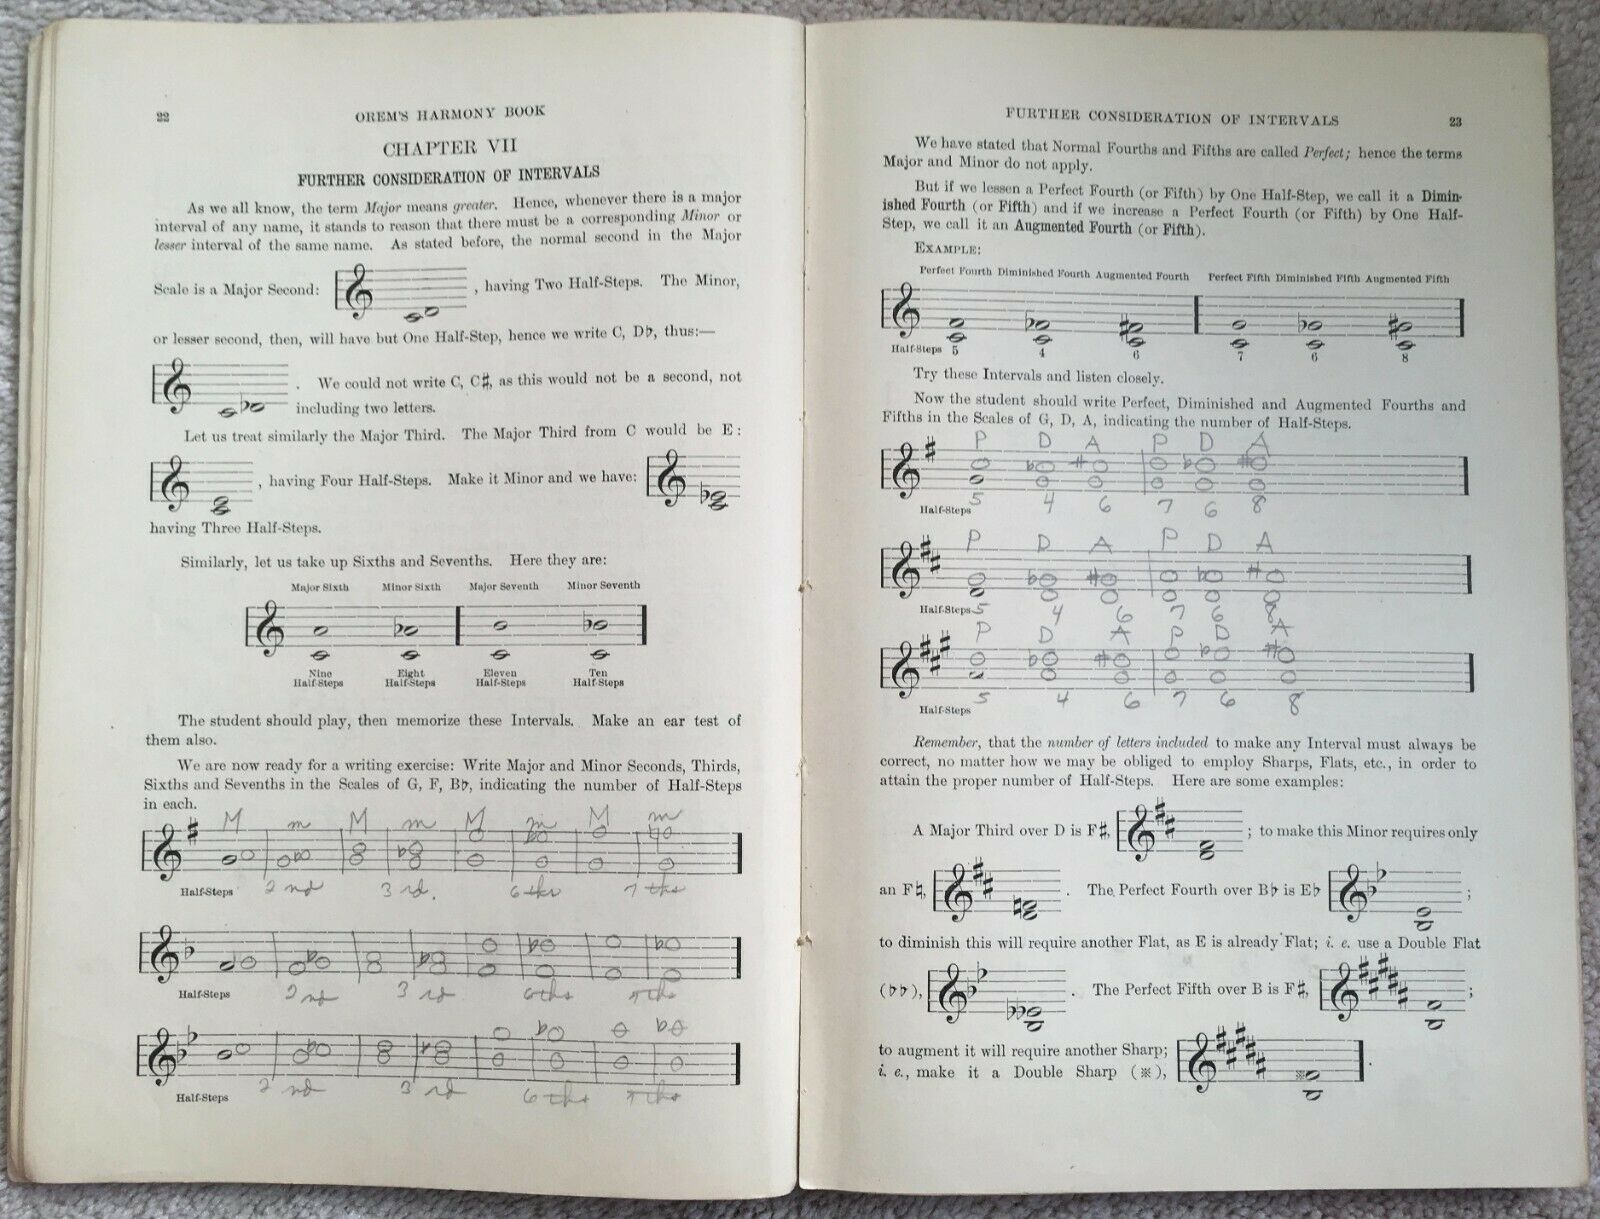 22
OREM'S HARMONY BOOK
CHAPTER VII
FURTHER CONSIDERATION OF INTERVALS
As we all know, the term Major means greater. Hence, whenever there is a major
interval of any name, it stands to reason that there must be a corresponding Minor or
lesser interval of the same name. As stated before, the normal second in the Major
Scale is a Major Second: , having Two Half-Steps. The Minor,
or lesser second, then, will have but One Half-Step, hence we write C, D♭, thus:—
. We could not write C, C♯, as this would not be a second, not
including two letters.
Let us treat similarly the Major Third. The Major Third from C would be E:
, having Four Half-Steps. Make it Minor and we have:
having Three Half-Steps.
Similarly, let us take up Sixths and Sevenths. Here they are:
Major Sixth Minor Sixth Major Seventh Minor Seventh
Nine Half-Steps Eight Half-Steps Eleven Half-Steps Ten Half-Steps
The student should play, then memorize these Intervals. Make an ear test of
them also.
We are now ready for a writing exercise: Write Major and Minor Seconds, Thirds,
Sixths and Sevenths in the Scales of G, F, B♭, indicating the number of Half-Steps
in each.
M m M m M m M m
Half-Steps 2nd 3rd. 6ths 7ths
Half-Steps 2nd 3rd 6ths 7ths
Half-Steps 2nd 3rd 6ths 7ths
FURTHER CONSIDERATION OF INTERVALS
23
We have stated that Normal Fourths and Fifths are called Perfect; hence the terms
Major and Minor do not apply.
But if we lessen a Perfect Fourth (or Fifth) by One Half-Step, we call it a Dimin-
ished Fourth (or Fifth) and if we increase a Perfect Fourth (or Fifth) by One Half-
Step, we call it an Augmented Fourth (or Fifth).
EXAMPLE:
Perfect Fourth Diminished Fourth Augmented Fourth Perfect Fifth Diminished Fifth Augmented Fifth
Half-Steps 5 4 6 7 6 8
Try these Intervals and listen closely.
Now the student should write Perfect, Diminished and Augmented Fourths and
Fifths in the Scales of G, D, A, indicating the number of Half-Steps.
P D A P D A
Half-Steps 5 4 6 7 6 8
P D A P D A
Half-Steps 5 4 6 7 6 8
P D A P D A
Half-Steps 5 4 6 7 6 8
Remember, that the number of letters included to make any Interval must always be
correct, no matter how we may be obliged to employ Sharps, Flats, etc., in order to
attain the proper number of Half-Steps. Here are some examples:
A Major Third over D is F♯, ; to make this Minor requires only
an F♮, . The Perfect Fourth over B♭ is E♭ ;
to diminish this will require another Flat, as E is already Flat; i. e. use a Double Flat
(♭♭), . The Perfect Fifth over B is F♯, ;
to augment it will require another Sharp;
i. e., make it a Double Sharp (※), .